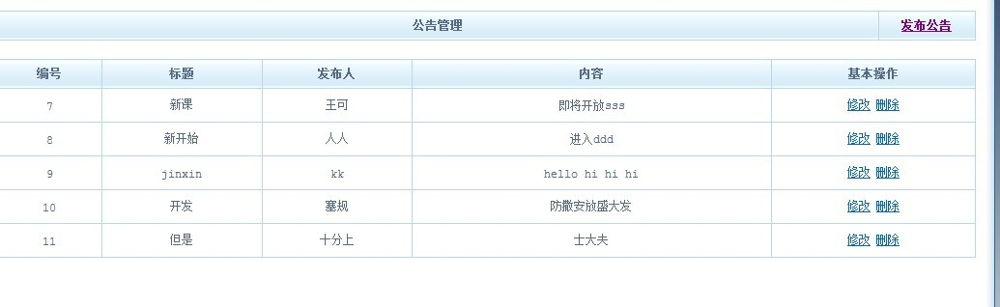 公告管理 发布公告
编号 标题 发布人 内容 基本操作
7 新课 王可 即将开放sss 修改 删除
8 新开始 人人 进入ddd 修改 删除
9 jinxin kk hello hi hi hi 修改 删除
10 开发 塞规 防撒安放盛大发 修改 删除
11 但是 十分上 士大夫 修改 删除